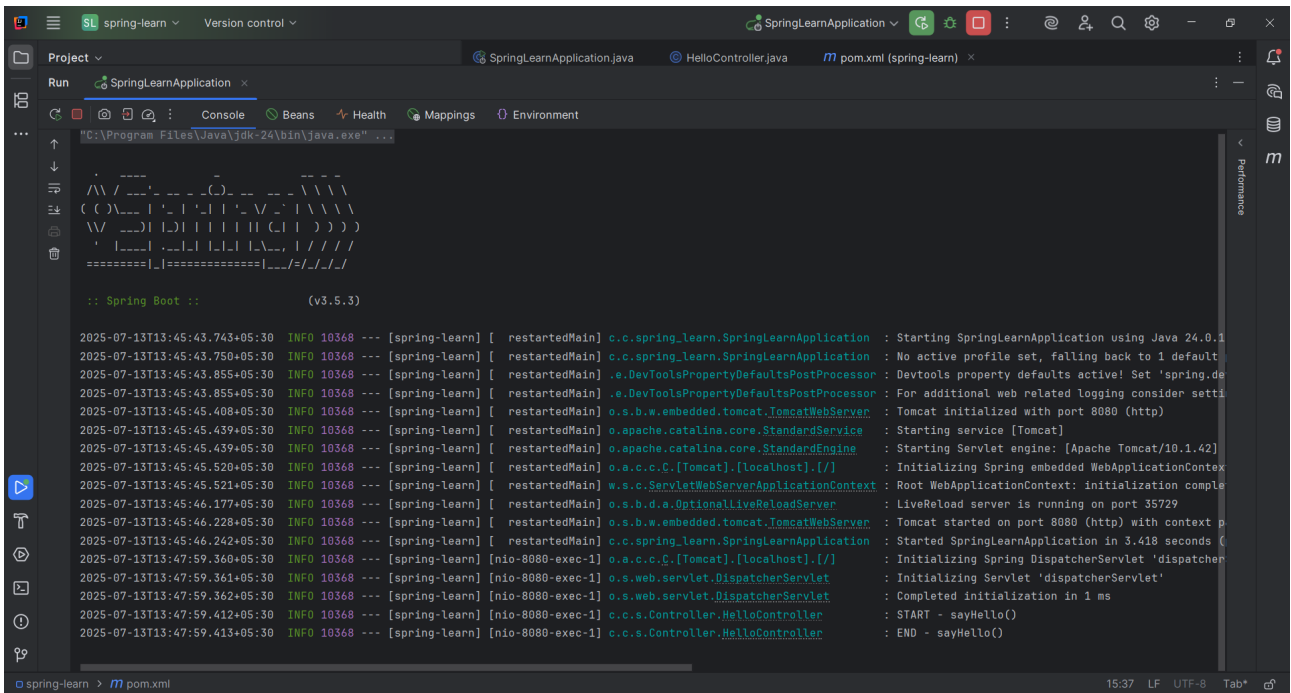 SL spring-learn Version control SpringLearnApplication
Project SpringLearnApplication.java HelloController.java m pom.xml (spring-learn)
Run SpringLearnApplication
Console Beans Health Mappings Environment
"C:\Program Files\Java\jdk-24\bin\java.exe" ...
Performance
:: Spring Boot :: (v3.5.3)
2025-07-13T13:45:43.743+05:30 INFO 10368 --- [spring-learn] [ restartedMain] c.c.spring_learn.SpringLearnApplication : Starting SpringLearnApplication using Java 24.0.1
2025-07-13T13:45:43.750+05:30 INFO 10368 --- [spring-learn] [ restartedMain] c.c.spring_learn.SpringLearnApplication : No active profile set, falling back to 1 default
2025-07-13T13:45:43.855+05:30 INFO 10368 --- [spring-learn] [ restartedMain] .e.DevToolsPropertyDefaultsPostProcessor : Devtools property defaults active! Set 'spring.de
2025-07-13T13:45:43.855+05:30 INFO 10368 --- [spring-learn] [ restartedMain] .e.DevToolsPropertyDefaultsPostProcessor : For additional web related logging consider setti
2025-07-13T13:45:45.408+05:30 INFO 10368 --- [spring-learn] [ restartedMain] o.s.b.w.embedded.tomcat.TomcatWebServer : Tomcat initialized with port 8080 (http)
2025-07-13T13:45:45.439+05:30 INFO 10368 --- [spring-learn] [ restartedMain] o.apache.catalina.core.StandardService : Starting service [Tomcat]
2025-07-13T13:45:45.439+05:30 INFO 10368 --- [spring-learn] [ restartedMain] o.apache.catalina.core.StandardEngine : Starting Servlet engine: [Apache Tomcat/10.1.42]
2025-07-13T13:45:45.520+05:30 INFO 10368 --- [spring-learn] [ restartedMain] o.a.c.c.C.[Tomcat].[localhost].[/] : Initializing Spring embedded WebApplicationContex
2025-07-13T13:45:45.521+05:30 INFO 10368 --- [spring-learn] [ restartedMain] w.s.c.ServletWebServerApplicationContext : Root WebApplicationContext: initialization comple
2025-07-13T13:45:46.177+05:30 INFO 10368 --- [spring-learn] [ restartedMain] o.s.b.d.a.OptionalLiveReloadServer : LiveReload server is running on port 35729
2025-07-13T13:45:46.228+05:30 INFO 10368 --- [spring-learn] [ restartedMain] o.s.b.w.embedded.tomcat.TomcatWebServer : Tomcat started on port 8080 (http) with context p
2025-07-13T13:45:46.242+05:30 INFO 10368 --- [spring-learn] [ restartedMain] c.c.spring_learn.SpringLearnApplication : Started SpringLearnApplication in 3.418 seconds (
2025-07-13T13:47:59.360+05:30 INFO 10368 --- [spring-learn] [nio-8080-exec-1] o.a.c.c.C.[Tomcat].[localhost].[/] : Initializing Spring DispatcherServlet 'dispatcher
2025-07-13T13:47:59.361+05:30 INFO 10368 --- [spring-learn] [nio-8080-exec-1] o.s.web.servlet.DispatcherServlet : Initializing Servlet 'dispatcherServlet'
2025-07-13T13:47:59.362+05:30 INFO 10368 --- [spring-learn] [nio-8080-exec-1] o.s.web.servlet.DispatcherServlet : Completed initialization in 1 ms
2025-07-13T13:47:59.412+05:30 INFO 10368 --- [spring-learn] [nio-8080-exec-1] c.c.s.Controller.HelloController : START - sayHello()
2025-07-13T13:47:59.413+05:30 INFO 10368 --- [spring-learn] [nio-8080-exec-1] c.c.s.Controller.HelloController : END - sayHello()
spring-learn > m pom.xml 15:37 LF UTF-8 Tab*